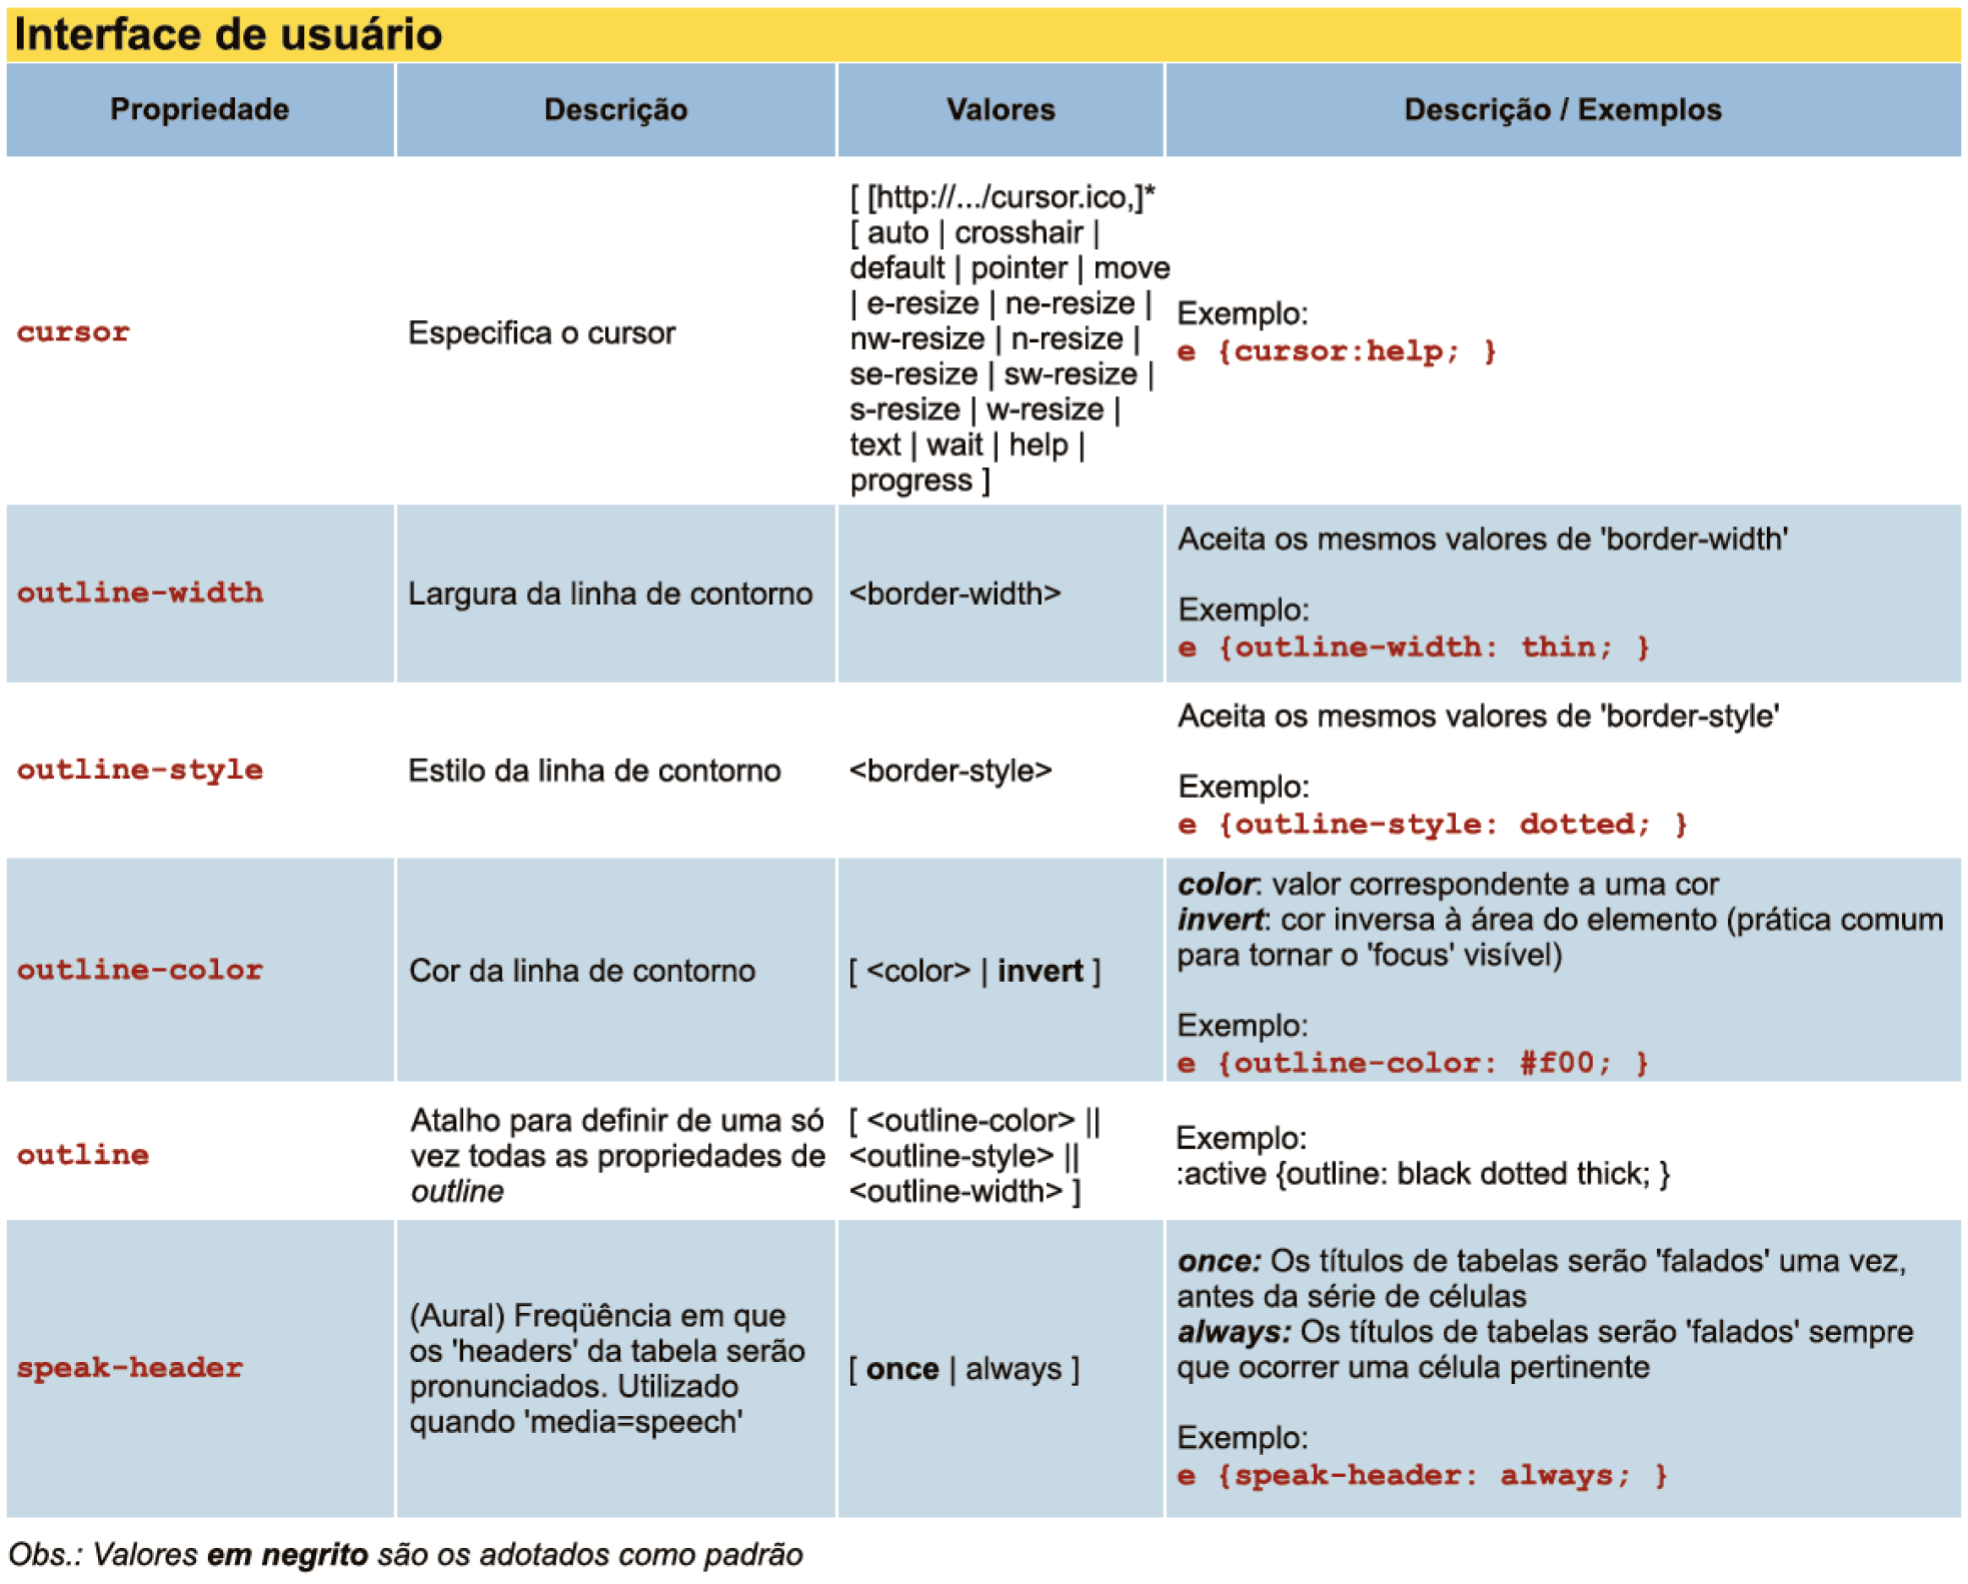 Interface de usuário
Propriedade
Descrição
Valores
Descrição / Exemplos
cursor
Especifica o cursor
[ [http://.../cursor.ico,]*
[ auto | crosshair |
default | pointer | move
| e-resize | ne-resize |
nw-resize | n-resize |
se-resize | sw-resize |
s-resize | w-resize |
text | wait | help |
progress ]
Exemplo:
e {cursor:help; }
outline-width
Largura da linha de contorno
<border-width>
Aceita os mesmos valores de 'border-width'
Exemplo:
e {outline-width: thin; }
outline-style
Estilo da linha de contorno
<border-style>
Aceita os mesmos valores de 'border-style'
Exemplo:
e {outline-style: dotted; }
outline-color
Cor da linha de contorno
[ <color> | invert ]
color: valor correspondente a uma cor
invert: cor inversa à área do elemento (prática comum
para tornar o 'focus' visível)
Exemplo:
e {outline-color: #f00; }
outline
Atalho para definir de uma só
vez todas as propriedades de
outline
[ <outline-color> ||
<outline-style> ||
<outline-width> ]
Exemplo:
:active {outline: black dotted thick; }
speak-header
(Aural) Freqüência em que
os 'headers' da tabela serão
pronunciados. Utilizado
quando 'media=speech'
[ once | always ]
once: Os títulos de tabelas serão 'falados' uma vez,
antes da série de células
always: Os títulos de tabelas serão 'falados' sempre
que ocorrer uma célula pertinente
Exemplo:
e {speak-header: always; }
Obs.: Valores em negrito são os adotados como padrão